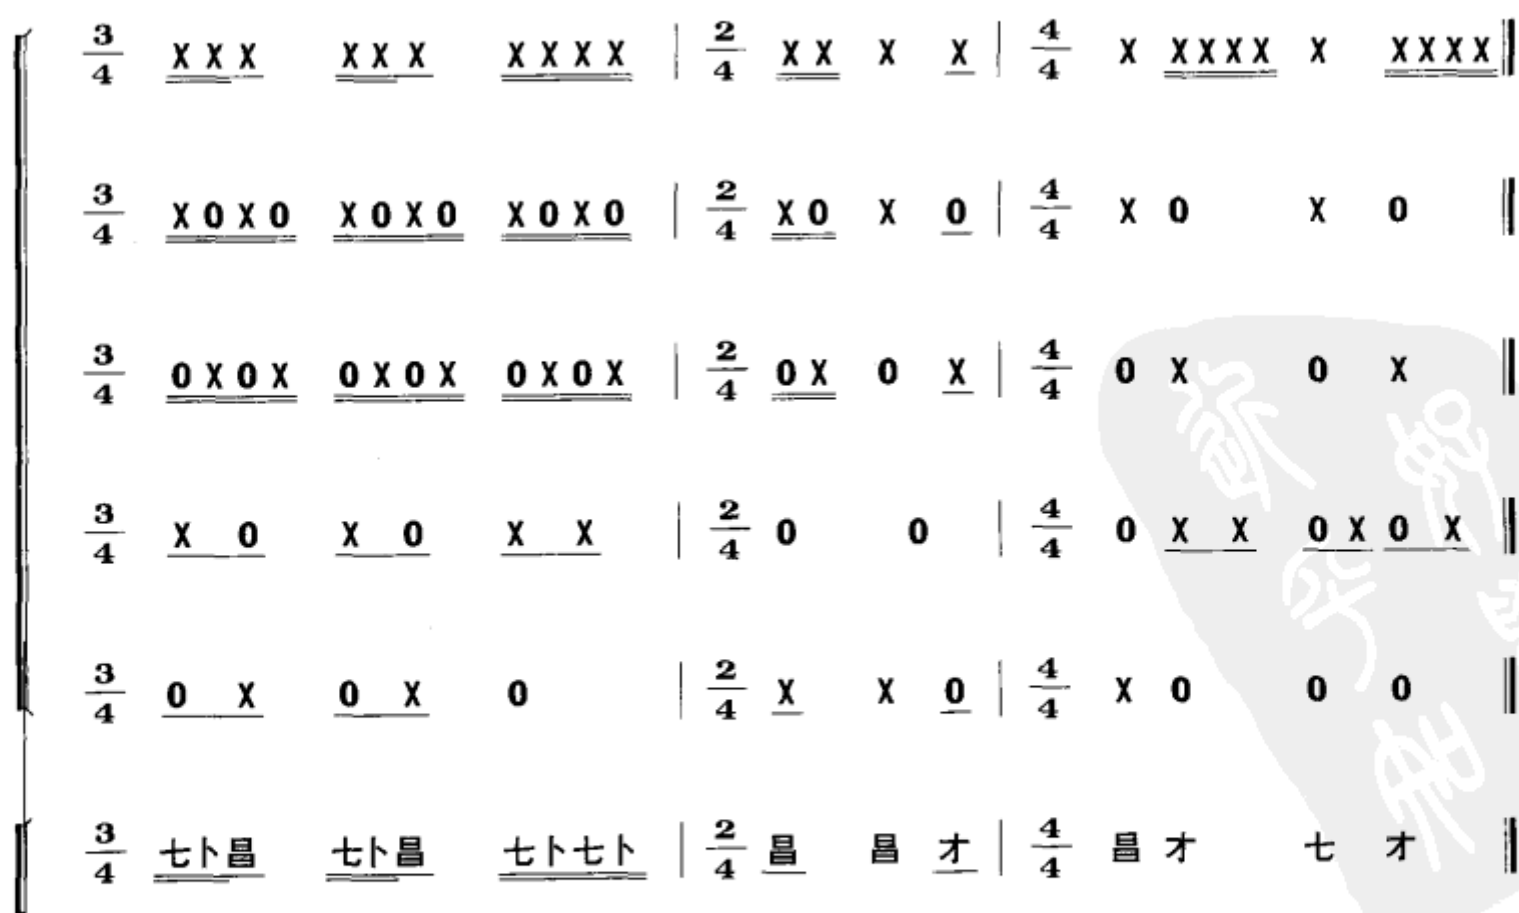 3/4 X X X X X X X X X X | 2/4 X X X X | 4/4 X X X X X X X X X X
3/4 X 0 X 0 X 0 X 0 X 0 X 0 | 2/4 X 0 X 0 | 4/4 X 0 X 0
3/4 0 X 0 X 0 X 0 X 0 X 0 X | 2/4 0 X 0 X | 4/4 0 X 0 X
3/4 X 0 X 0 X X | 2/4 0 0 | 4/4 0 X X 0 X 0 X
3/4 0 X 0 X 0 | 2/4 X X 0 | 4/4 X 0 0 0
3/4 七卜昌 七卜昌 七卜七卜 | 2/4 昌 昌 才 | 4/4 昌 才 七 才